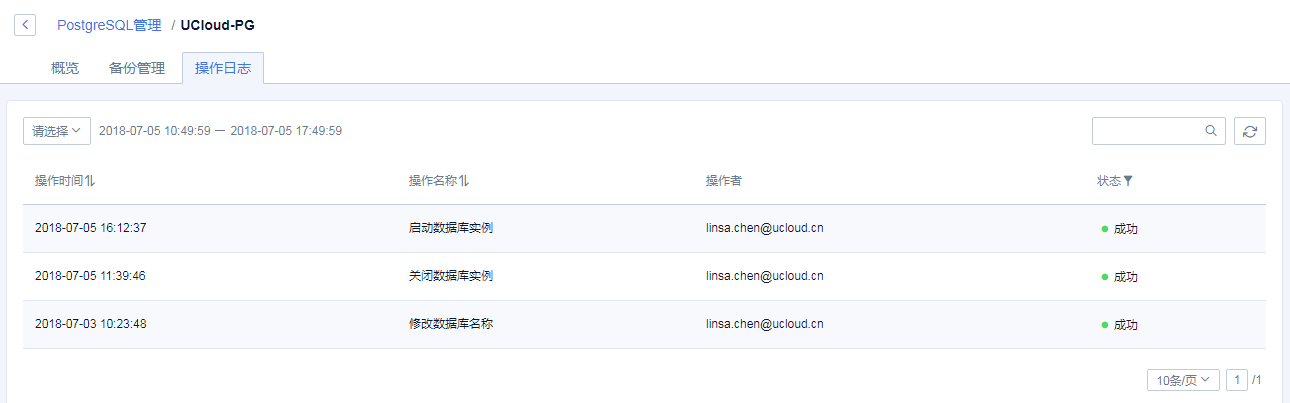 PostgreSQL管理 / UCloud-PG
概览 备份管理 操作日志
请选择 2018-07-05 10:49:59 一 2018-07-05 17:49:59
操作时间 操作名称 操作者 状态
2018-07-05 16:12:37 启动数据库实例 linsa.chen@ucloud.cn 成功
2018-07-05 11:39:46 关闭数据库实例 linsa.chen@ucloud.cn 成功
2018-07-03 10:23:48 修改数据库名称 linsa.chen@ucloud.cn 成功
10条/页 1 /1